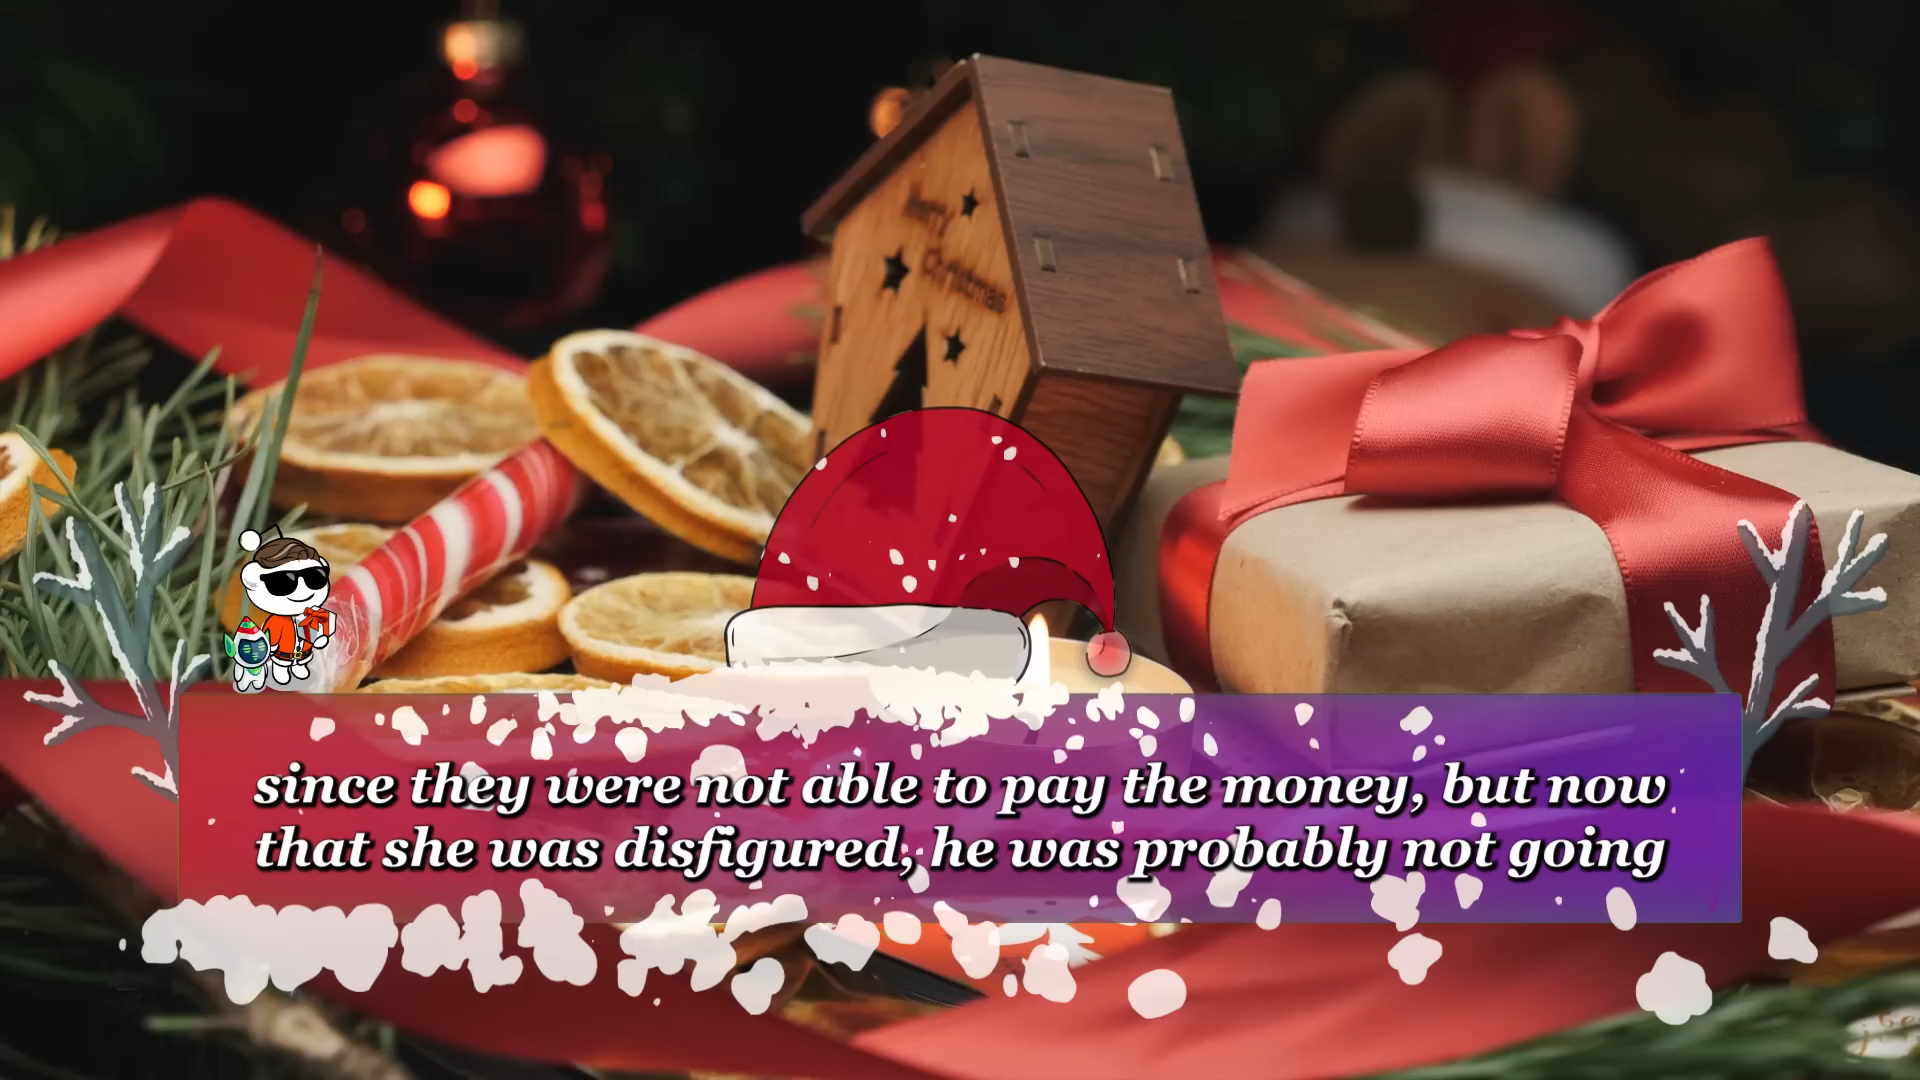 Merry
Christmas
since they were not able to pay the money, but now
that she was disfigured, he was probably not going